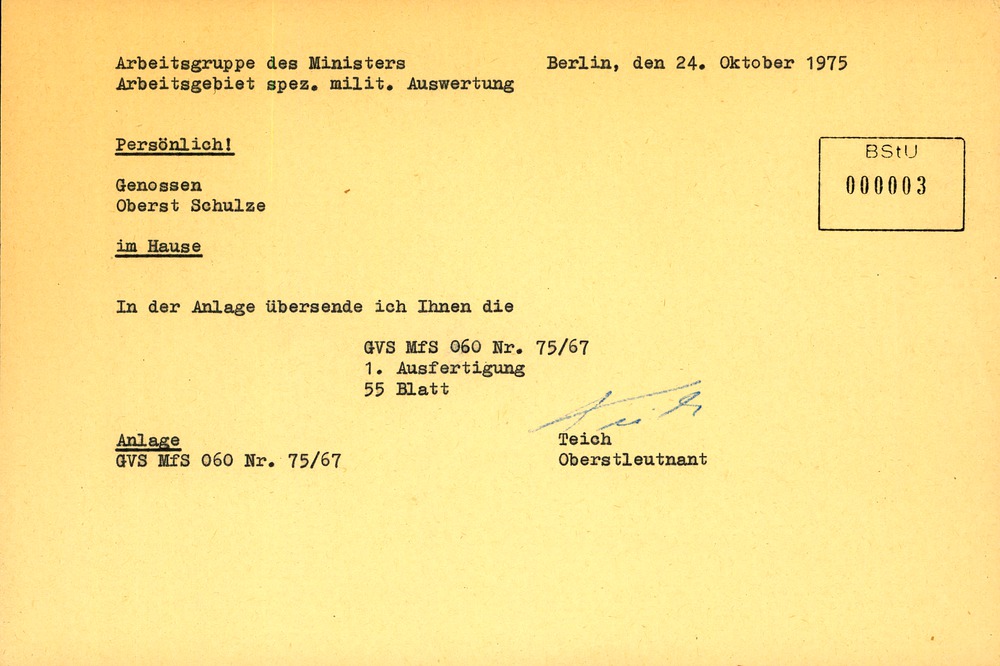 Arbeitsgruppe des Ministers Berlin, den 24. Oktober 1975
Arbeitsgebiet spez. milit. Auswertung
Persönlich!
BStU
000003
Genossen
Oberst Schulze
im Hause
In der Anlage übersende ich Ihnen die
GVS MfS 060 Nr. 75/67
1. Ausfertigung
55 Blatt
Anlage
GVS MfS 060 Nr. 75/67
Teich
Teich
Oberstleutnant